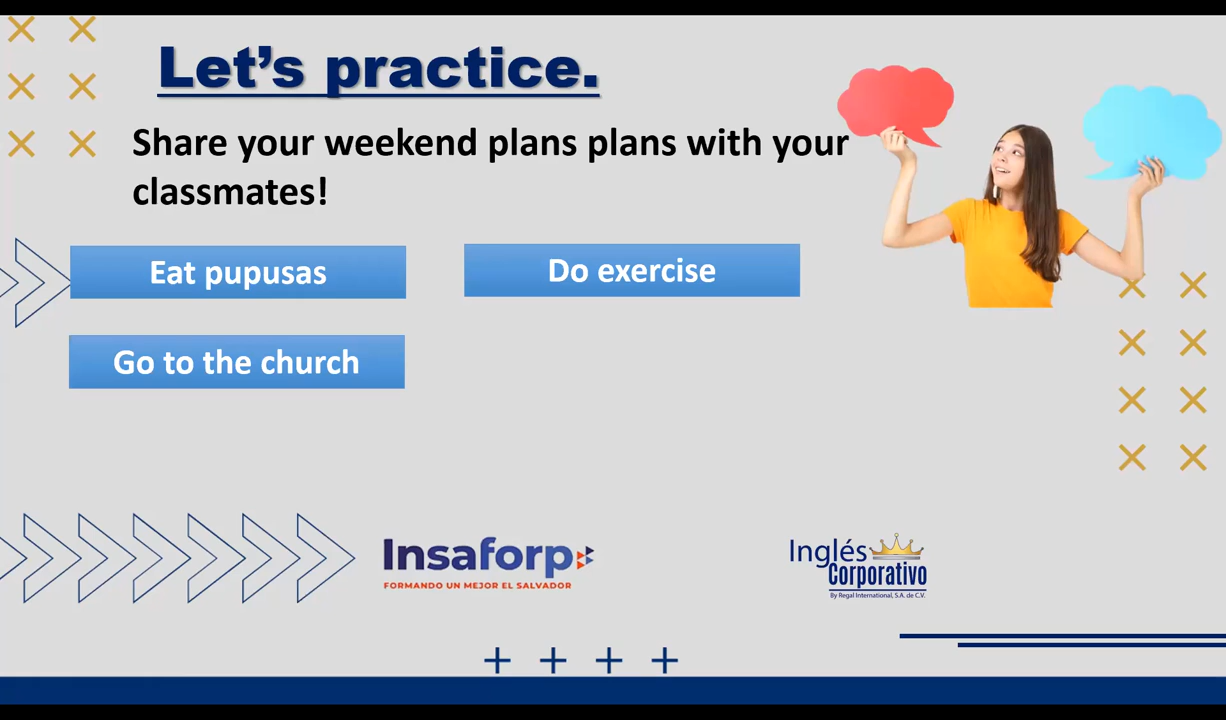 Let's practice.
Share your weekend plans plans with your
classmates!
Eat pupusas
Do exercise
Go to the church
Insaforp
FORMANDO UN MEJOR EL SALVADOR
Inglés
Corporativo
By Regal International, S.A. de C.V.